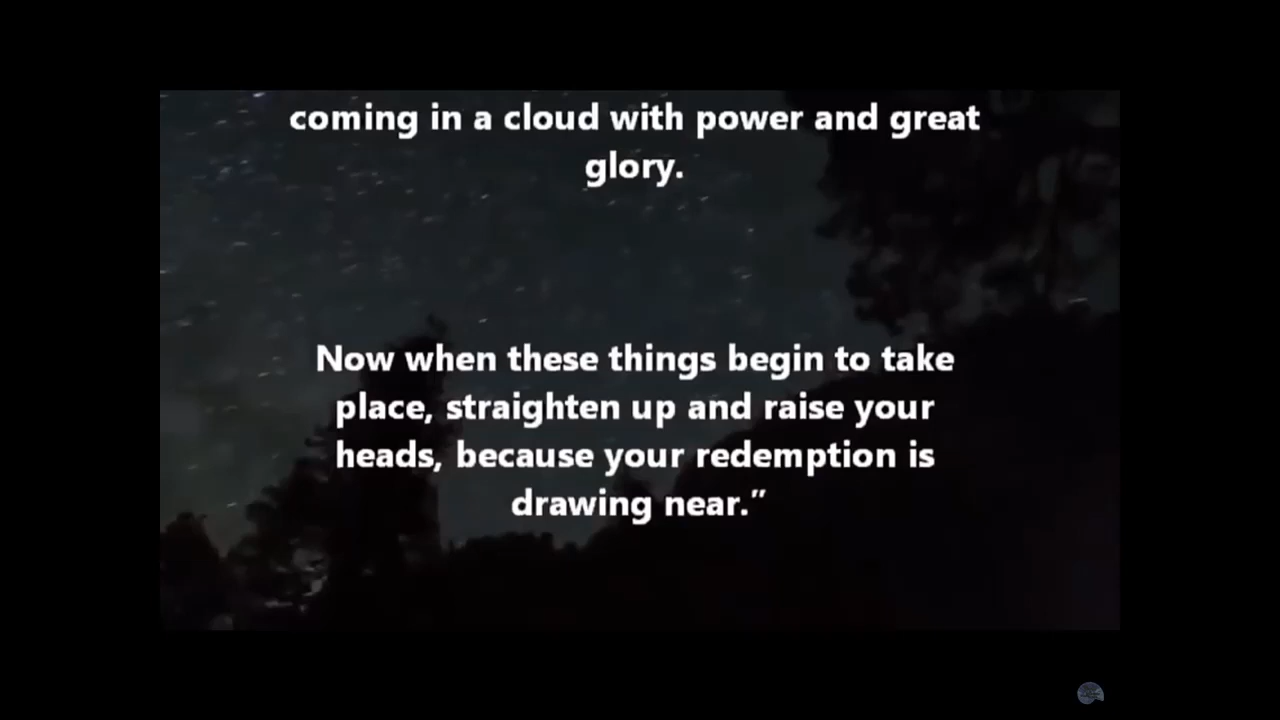 coming in a cloud with power and great
glory.
Now when these things begin to take
place, straighten up and raise your
heads, because your redemption is
drawing near.”